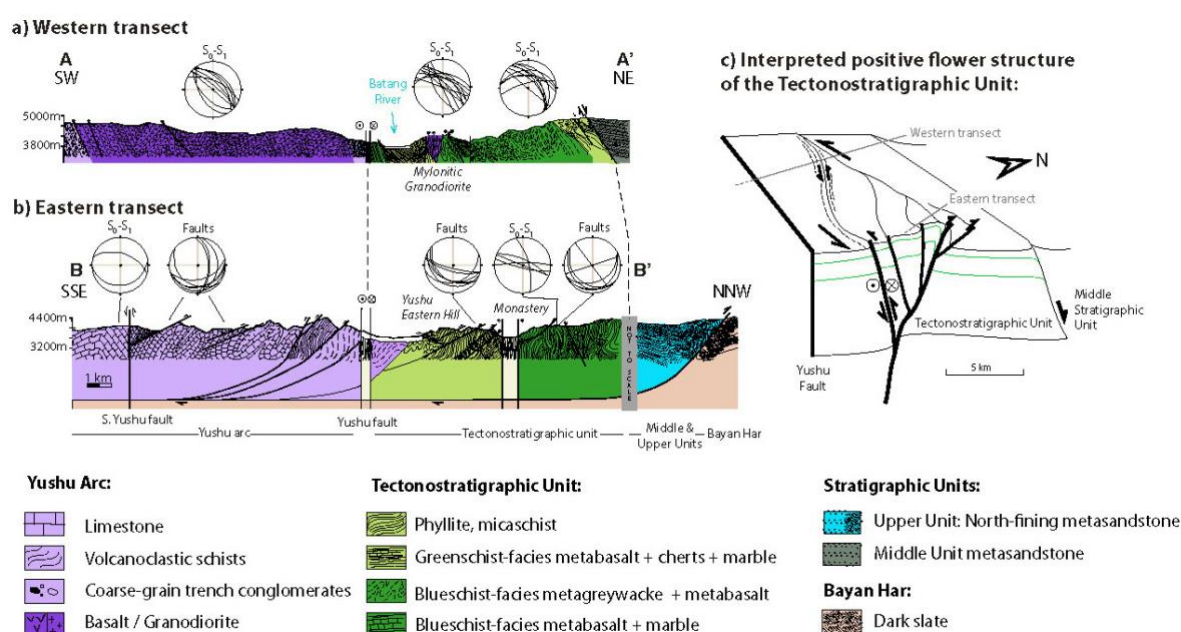 a) Western transect
A
SW
S0-S1
Batang
River
S0-S1
S0-S1
A'
NE
5000m
3800m
Mylonitic
Granodiorite
b) Eastern transect
S0-S1
Faults
Faults
S0-S1
Faults
B
SSE
Yushu
Eastern Hill
Monastery
B'
NNW
4400m
3200m
1 km
NOT TO SCALE
S. Yushu fault
Yushu fault
Yushu arc
Tectonostratigraphic unit
Middle &
Upper Units
Bayan Har
c) Interpreted positive flower structure
of the Tectonostratigraphic Unit:
Western transect
N
Eastern transect
Tectonostratigraphic Unit
Middle
Stratigraphic
Unit
Yushu
Fault
5 km
Yushu Arc:
Limestone
Volcanoclastic schists
Coarse-grain trench conglomerates
Basalt / Granodiorite
Tectonostratigraphic Unit:
Phyllite, micaschist
Greenschist-facies metabasalt + cherts + marble
Blueschist-facies metagreywacke + metabasalt
Blueschist-facies metabasalt + marble
Stratigraphic Units:
Upper Unit: North-fining metasandstone
Middle Unit metasandstone
Bayan Har:
Dark slate